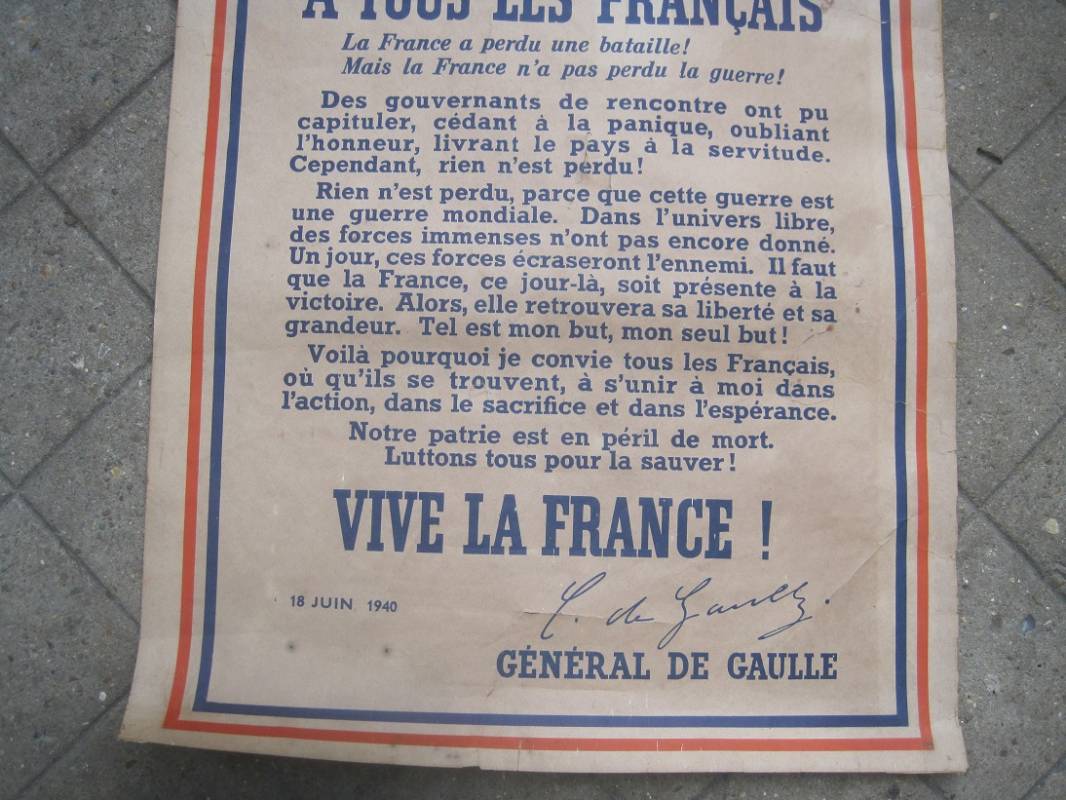 A TOUS LES FRANÇAIS
La France a perdu une bataille!
Mais la France n'a pas perdu la guerre!
Des gouvernants de rencontre ont pu
capituler, cédant à la panique, oubliant
l'honneur, livrant le pays à la servitude.
Cependant, rien n'est perdu!
Rien n'est perdu, parce que cette guerre est
une guerre mondiale. Dans l'univers libre,
des forces immenses n'ont pas encore donné.
Un jour, ces forces écraseront l'ennemi. Il faut
que la France, ce jour-là, soit présente à la
victoire. Alors, elle retrouvera sa liberté et sa
grandeur. Tel est mon but, mon seul but!
Voilà pourquoi je convie tous les Français,
où qu'ils se trouvent, à s'unir à moi dans
l'action, dans le sacrifice et dans l'espérance.
Notre patrie est en péril de mort.
Luttons tous pour la sauver!
VIVE LA FRANCE !
18 JUIN 1940
C. de Gaulle.
GÉNÉRAL DE GAULLE